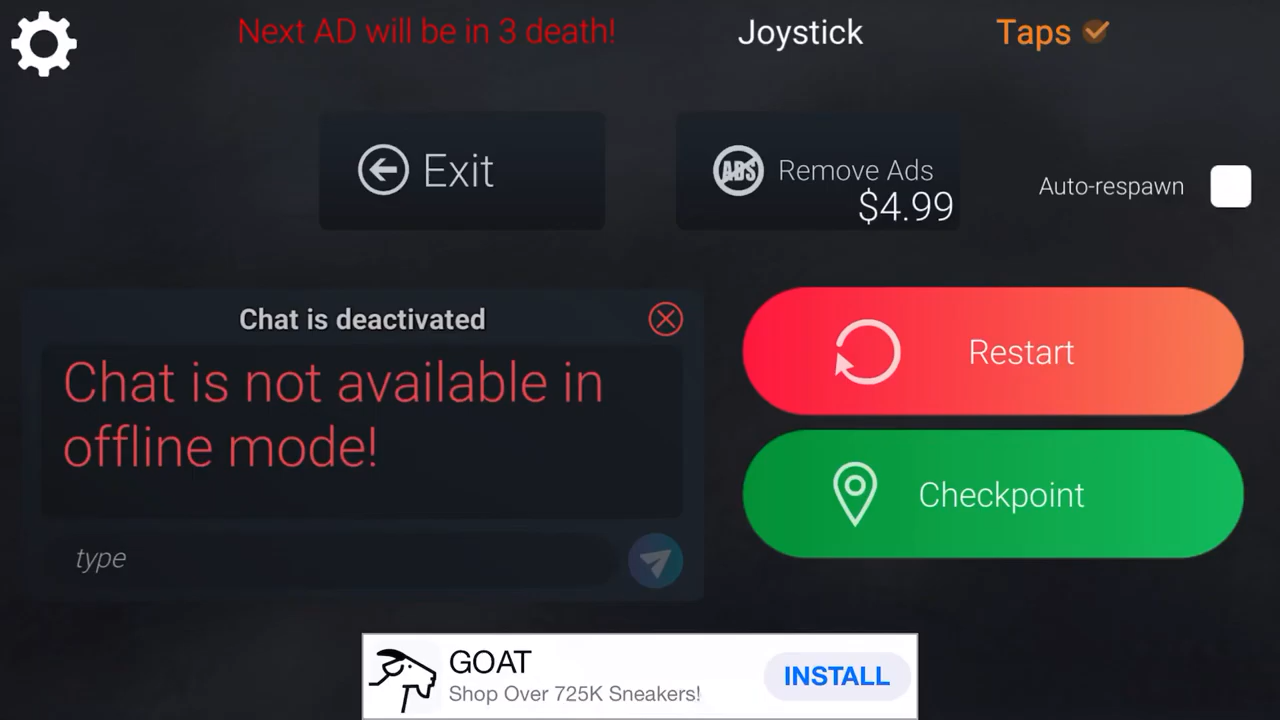 Next AD will be in 3 death!
Joystick
Taps
Exit
ADS
Remove Ads
$4.99
Auto-respawn
Chat is deactivated
Chat is not available in
offline mode!
type
Restart
Checkpoint
GOAT
Shop Over 725K Sneakers!
INSTALL